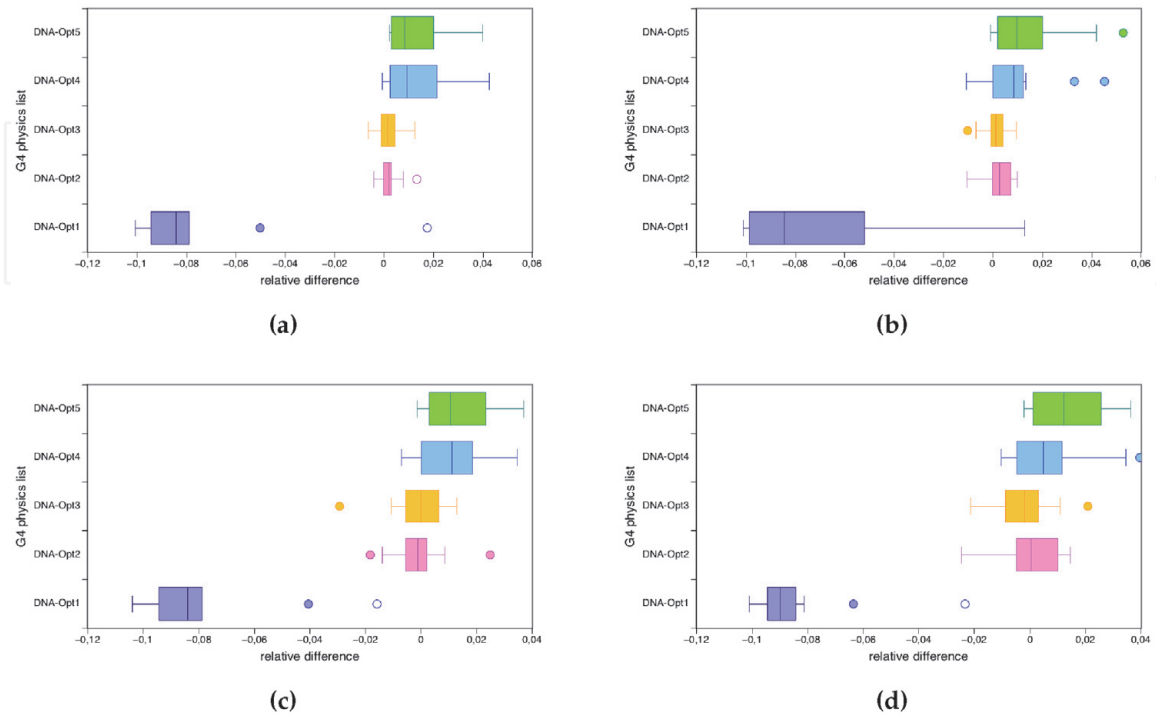 DNA-Opt5
DNA-Opt4
DNA-Opt3
DNA-Opt2
DNA-Opt1
G4 physics list
−0,12 −0,1 −0,08 −0,06 −0,04 −0,02 0 0,02 0,04 0,06
relative difference
(a)
DNA-Opt5
DNA-Opt4
DNA-Opt3
DNA-Opt2
DNA-Opt1
G4 physics list
−0,12 −0,1 −0,08 −0,06 −0,04 −0,02 0 0,02 0,04 0,06
relative difference
(b)
DNA-Opt5
DNA-Opt4
DNA-Opt3
DNA-Opt2
DNA-Opt1
G4 physics list
−0,12 −0,1 −0,08 −0,06 −0,04 −0,02 0 0,02 0,04
relative difference
(c)
DNA-Opt5
DNA-Opt4
DNA-Opt3
DNA-Opt2
DNA-Opt1
G4 physics list
−0,12 −0,1 −0,08 −0,06 −0,04 −0,02 0 0,02 0,04
relative difference
(d)